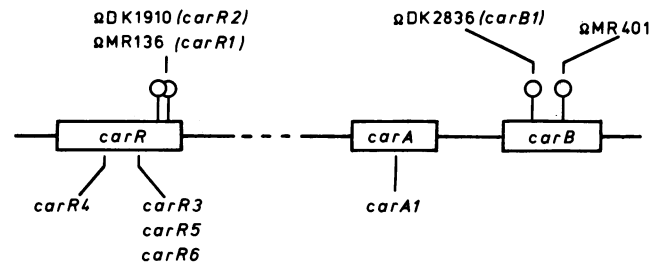 ΩDK1910 (carR2)
ΩMR136 (carR1)
ΩDK2836 (carB1)
ΩMR401
carR
carA
carB
carR4
carR3
carA1
carR5
carR6